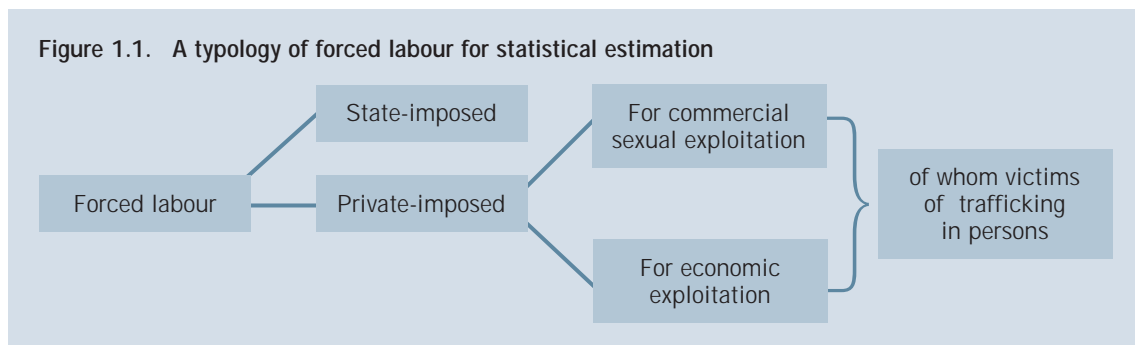 Figure 1.1. A typology of forced labour for statistical estimation
State-imposed
For commercial
sexual exploitation
Forced labour
Private-imposed
of whom victims
of trafficking
in persons
For economic
exploitation